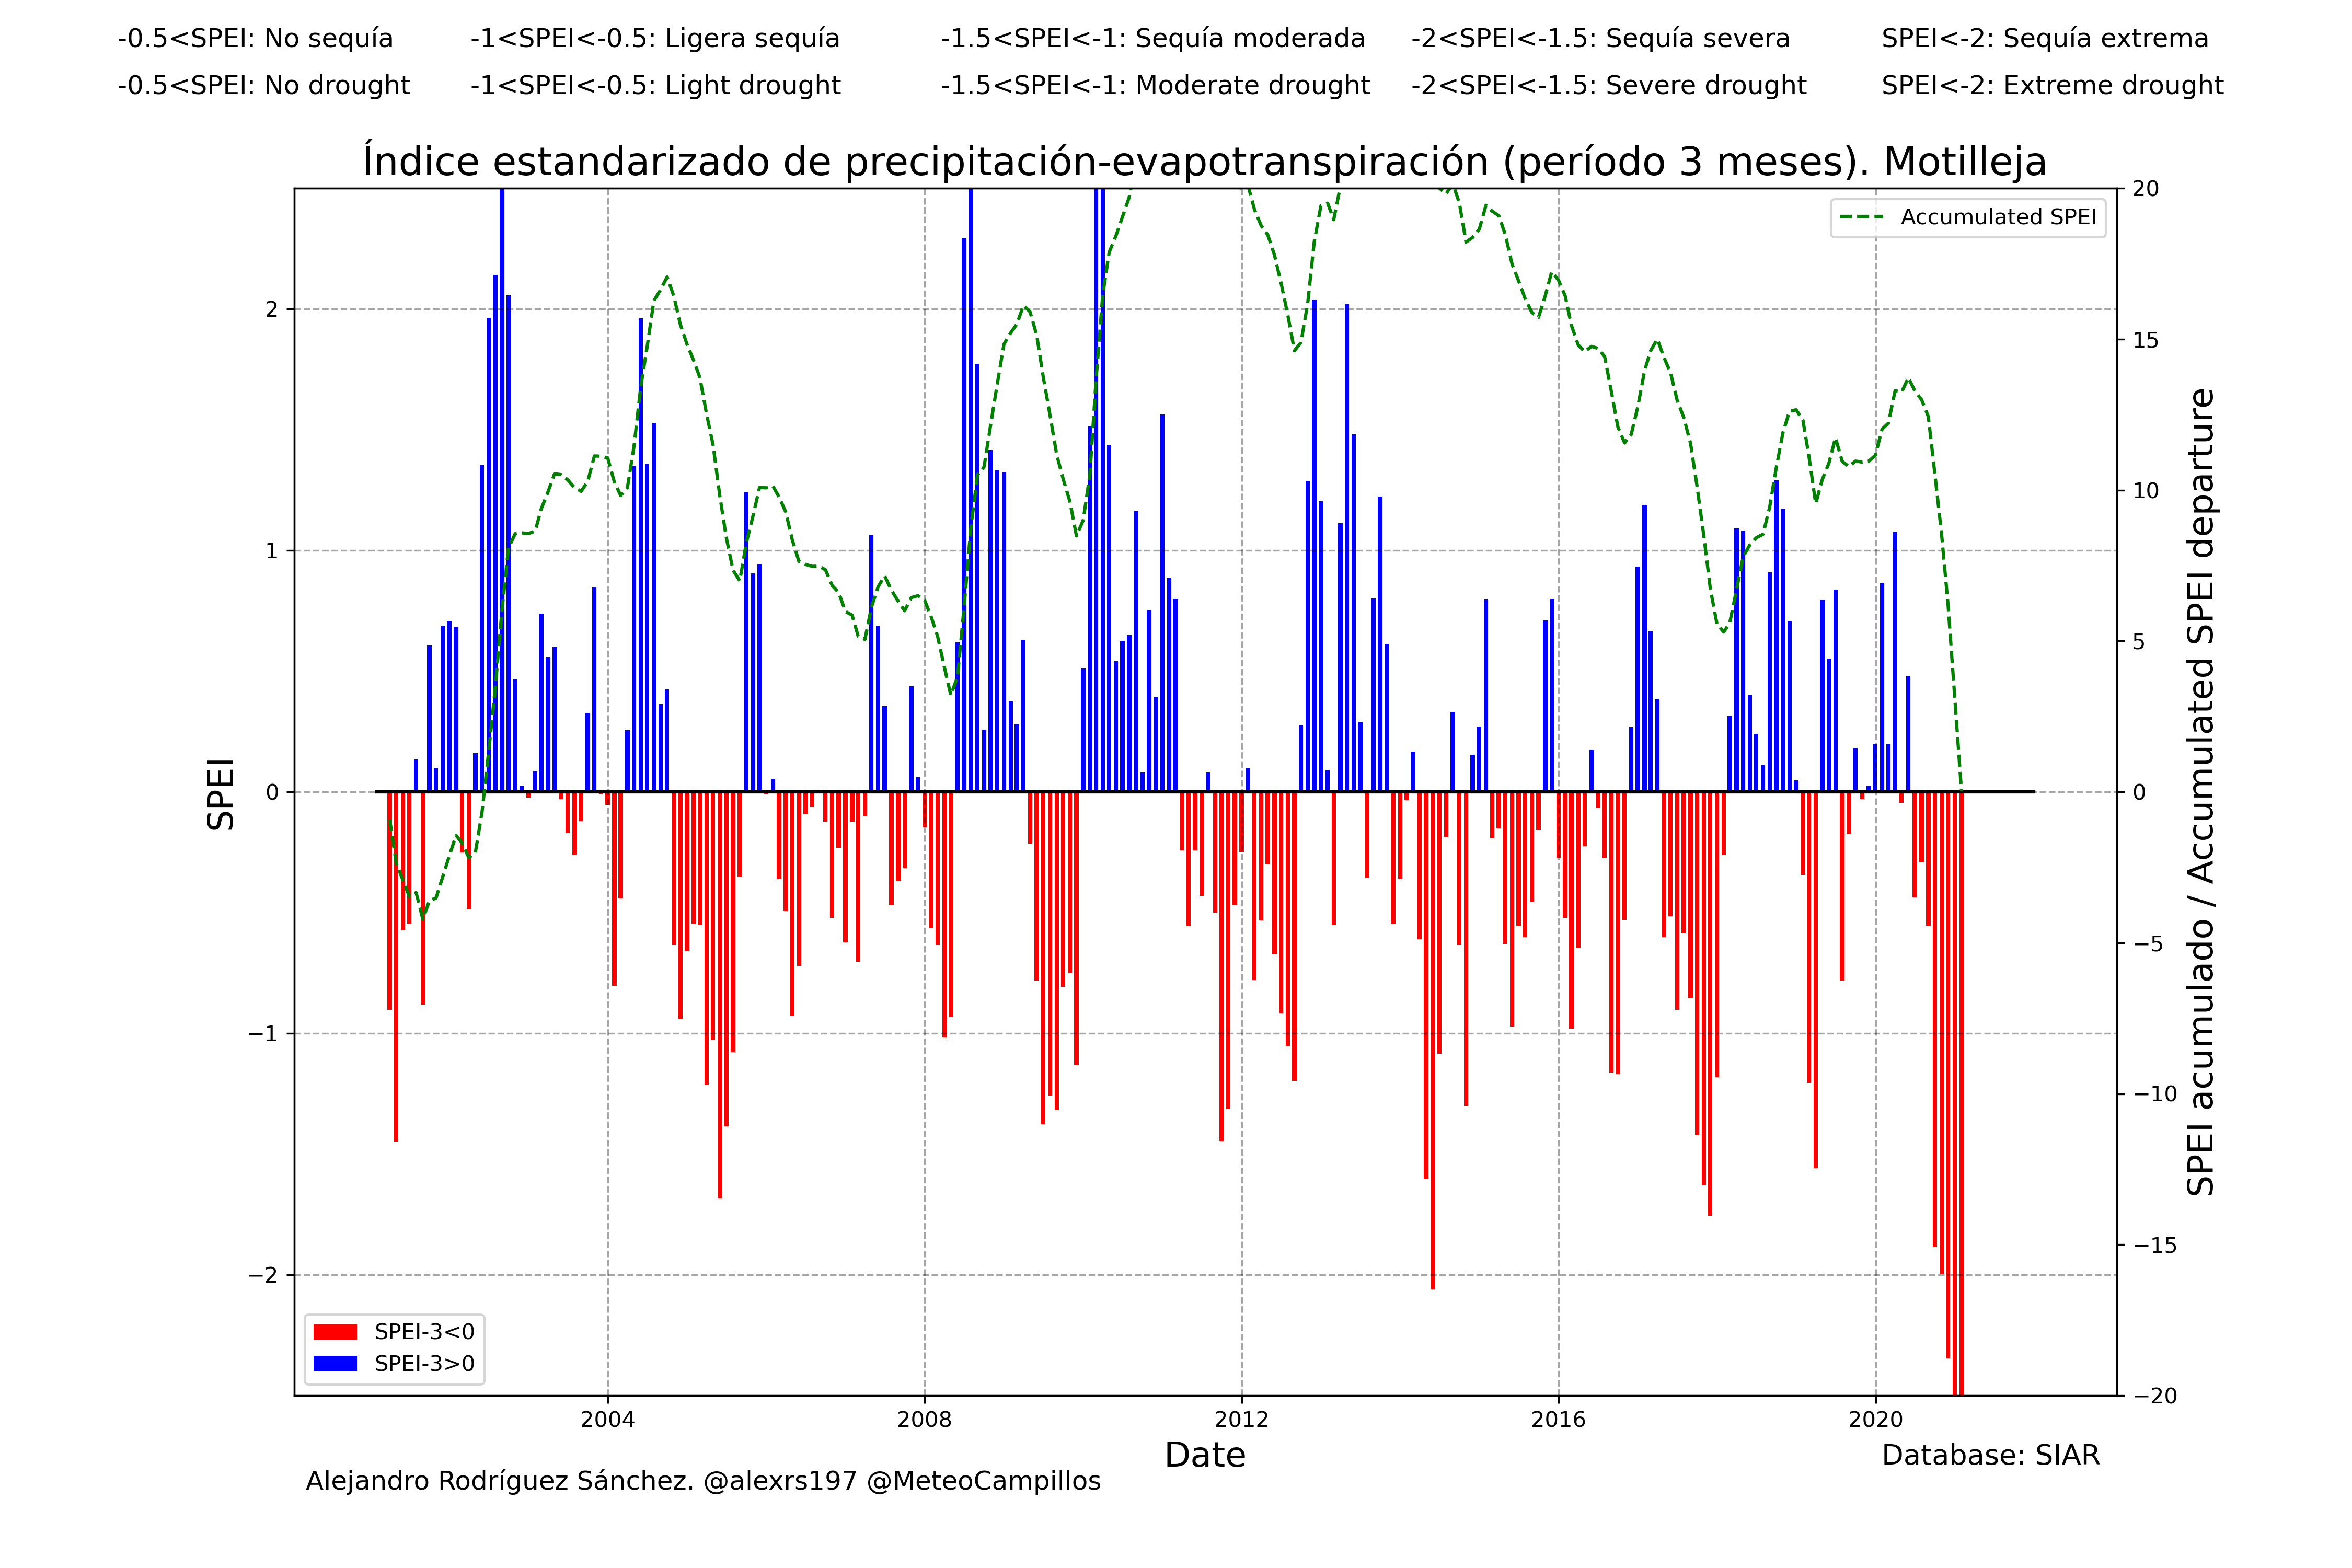 -0.5<SPEI: No sequía -1<SPEI<-0.5: Ligera sequía -1.5<SPEI<-1: Sequía moderada -2<SPEI<-1.5: Sequía severa SPEI<-2: Sequía extrema
-0.5<SPEI: No drought -1<SPEI<-0.5: Light drought -1.5<SPEI<-1: Moderate drought -2<SPEI<-1.5: Severe drought SPEI<-2: Extreme drought
Índice estandarizado de precipitación-evapotranspiración (período 3 meses). Motilleja
Accumulated SPEI
SPEI
2
1
0
−1
−2
20
15
10
5
0
−5
−10
−15
−20
SPEI acumulado / Accumulated SPEI departure
SPEI-3<0
SPEI-3>0
2004 2008 2012 2016 2020
Date
Database: SIAR
Alejandro Rodríguez Sánchez. @alexrs197 @MeteoCampillos